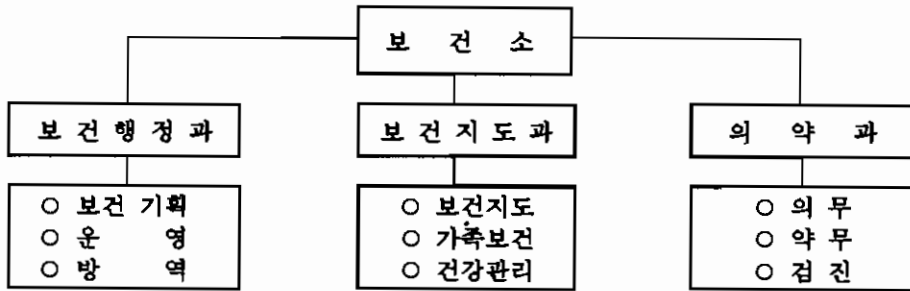 보 건 소
보 건 행 정 과
보 건 지 도 과
의 약 과
○ 보건 기획
○ 운 영
○ 방 역
○ 보건지도
○ 가족보건
○ 건강관리
○ 의 무
○ 약 무
○ 검 진